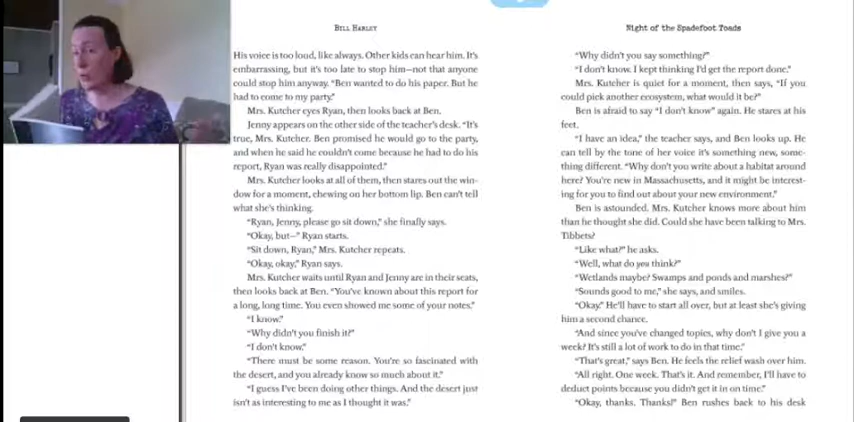 BILL HARLEY
His voice is too loud, like always. Other kids can hear him. It's
embarrassing, but it's too late to stop him—not that anyone
could stop him anyway. "Ben wanted to do his paper. But he
had to come to my party."
Mrs. Kutcher eyes Ryan, then looks back at Ben.
Jenny appears on the other side of the teacher's desk. "It's
true, Mrs. Kutcher. Ben promised he would go to the party,
and when he said he couldn't come because he had to do his
report, Ryan was really disappointed."
Mrs. Kutcher looks at all of them, then stares out the win-
dow for a moment, chewing on her bottom lip. Ben can't tell
what she's thinking.
"Ryan, Jenny, please go sit down," she finally says.
"Okay, but—" Ryan starts.
"Sit down, Ryan," Mrs. Kutcher repeats.
"Okay, okay," Ryan says.
Mrs. Kutcher waits until Ryan and Jenny are in their seats,
then looks back at Ben. "You've known about this report for
a long, long time. You even showed me some of your notes."
"I know."
"Why didn't you finish it?"
"I don't know."
"There must be some reason. You're so fascinated with
the desert, and you already know so much about it."
"I guess I've been doing other things. And the desert just
isn't as interesting to me as I thought it was."
Night of the Spadefoot Toads
"Why didn't you say something?"
"I don't know. I kept thinking I'd get the report done."
Mrs. Kutcher is quiet for a moment, then says, "If you
could pick another ecosystem, what would it be?"
Ben is afraid to say "I don't know" again. He stares at his
feet.
"I have an idea," the teacher says, and Ben looks up. He
can tell by the tone of her voice it's something new, some-
thing different. "Why don't you write about a habitat around
here? You're new in Massachusetts, and it might be interest-
ing for you to find out about your new environment."
Ben is astounded. Mrs. Kutcher knows more about him
than he thought she did. Could she have been talking to Mrs.
Tibbets?
"Like what?" he asks.
"Well, what do you think?"
"Wetlands maybe? Swamps and ponds and marshes?"
"Sounds good to me," she says, and smiles.
"Okay." He'll have to start all over, but at least she's giving
him a second chance.
"And since you've changed topics, why don't I give you a
week? It's still a lot of work to do in that time."
"That's great," says Ben. He feels the relief wash over him.
"All right. One week. That's it. And remember, I'll have to
deduct points because you didn't get it in on time."
"Okay, thanks. Thanks!" Ben rushes back to his desk